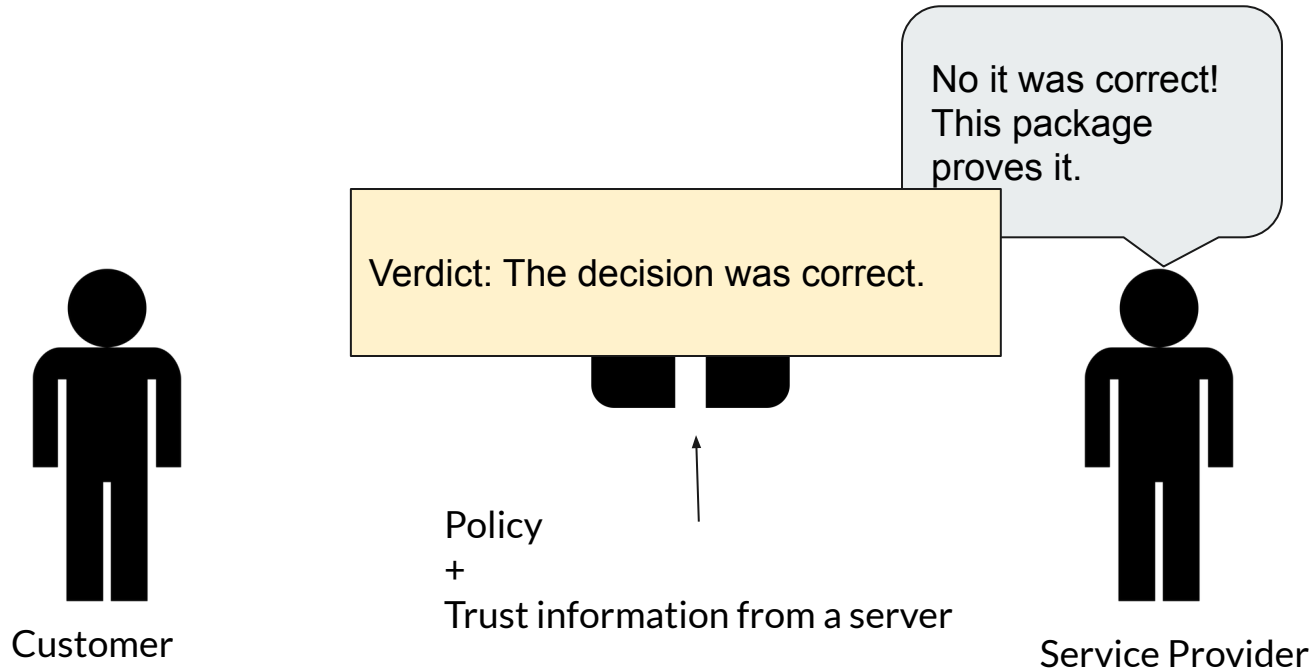 No it was correct!
This package
proves it.
Verdict: The decision was correct.
Policy
+
Trust information from a server
Customer
Service Provider